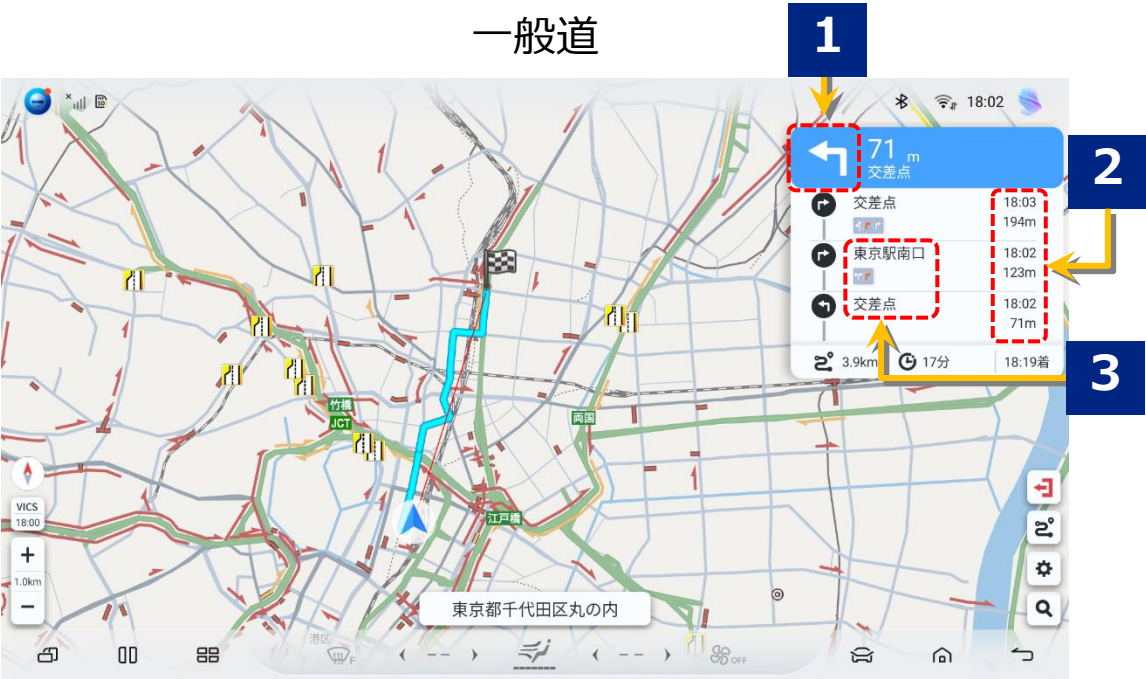 一般道
1
18:02
71 m
交差点
2
交差点
18:03
194m
東京駅南口
18:02
123m
交差点
18:02
71m
3.9km
17分
18:19着
3
竹橋
JCT
両国
江戸橋
VICS
18:00
+
1.0km
−
東京都千代田区丸の内
港区
F
‹ -- ›
‹ -- ›
OFF